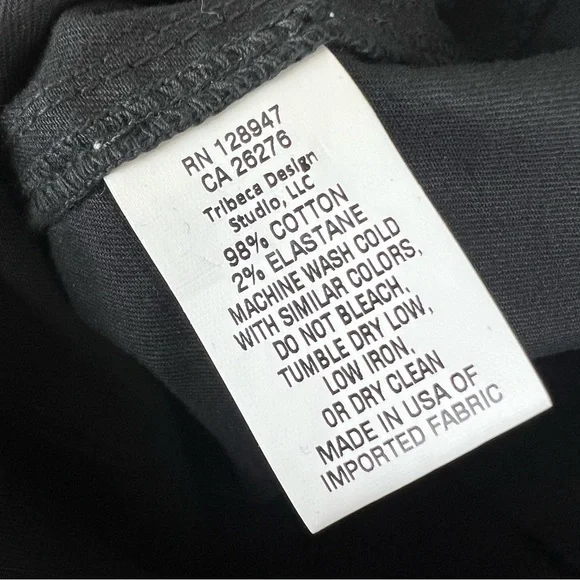 RN 128947
CA 26276
Tribeca Design
Studio, LLC
98% COTTON
2% ELASTANE
MACHINE WASH COLD
WITH SIMILAR COLORS,
DO NOT BLEACH,
TUMBLE DRY LOW,
LOW IRON,
OR DRY CLEAN
MADE IN USA OF
IMPORTED FABRIC